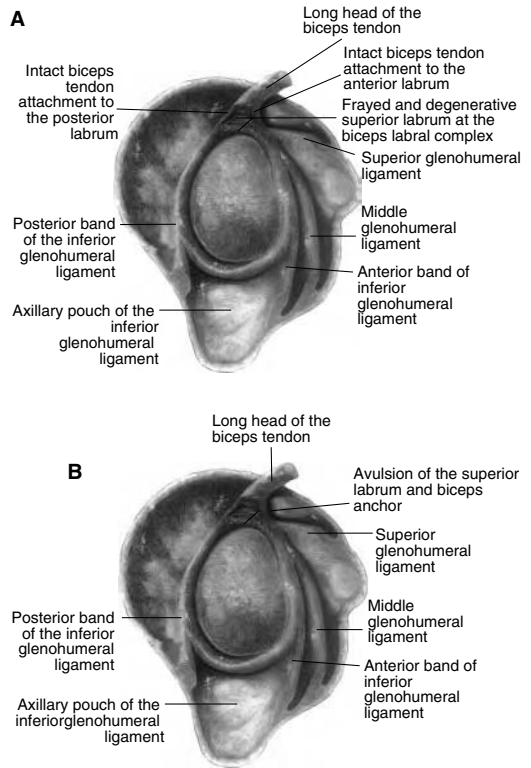 A
Long head of the
biceps tendon
Intact biceps tendon
attachment to the
anterior labrum
Intact biceps
tendon
attachment to
the posterior
labrum
Frayed and degenerative
superior labrum at the
biceps labral complex
Superior glenohumeral
ligament
Posterior band
of the inferior
glenohumeral
ligament
Middle
glenohumeral
ligament
Anterior band of
inferior
glenohumeral
ligament
Axillary pouch of the
inferior
glenohumeral
ligament
B
Long head of the
biceps tendon
Avulsion of the superior
labrum and biceps
anchor
Superior
glenohumeral
ligament
Posterior band
of the inferior
glenohumeral
ligament
Middle
glenohumeral
ligament
Anterior band of
inferior
glenohumeral
ligament
Axillary pouch of the
inferiorglenohumeral
ligament